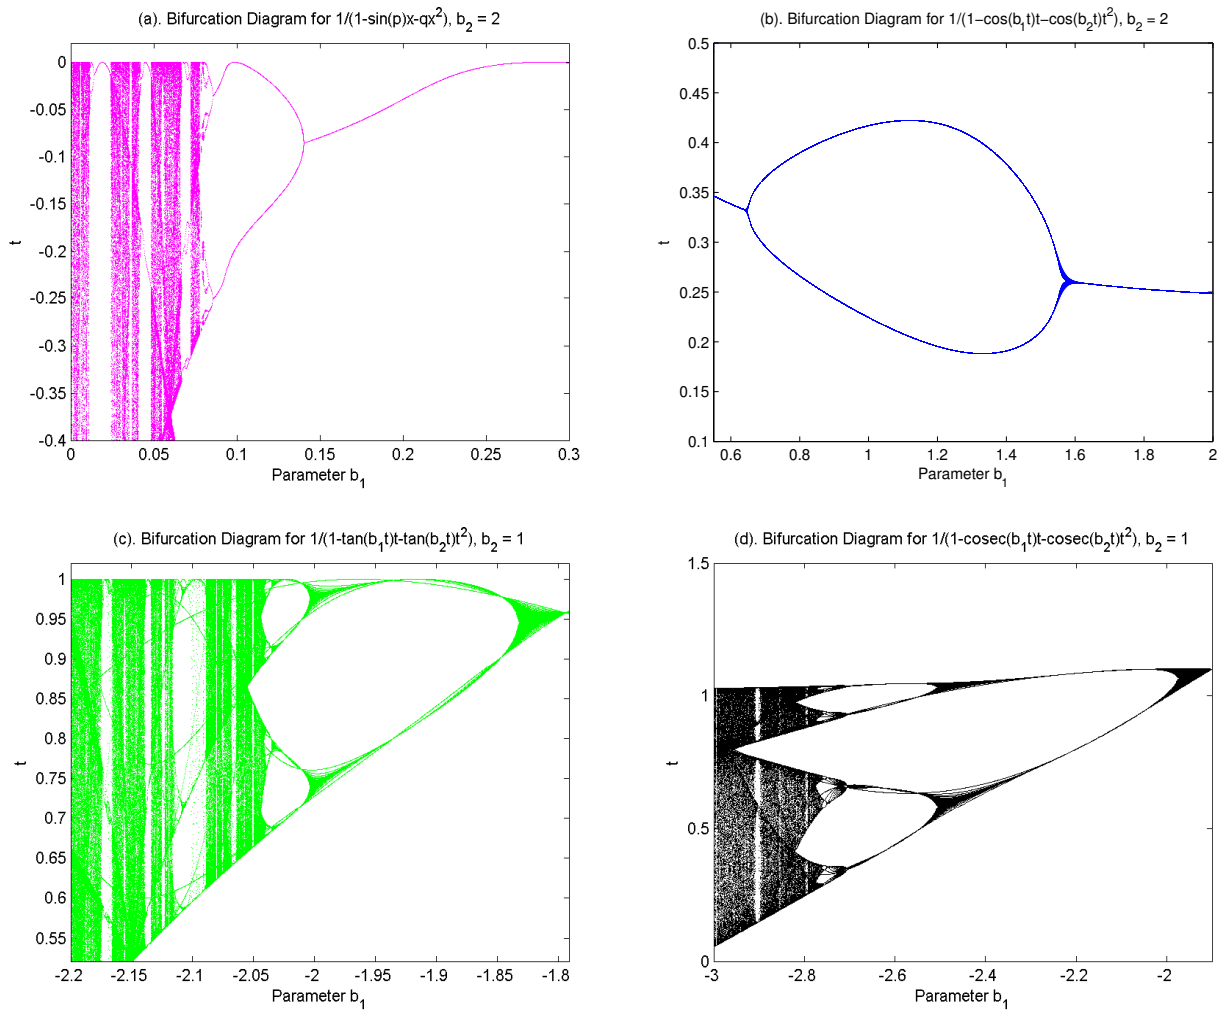 (a). Bifurcation Diagram for 1/(1-sin(p)x-qx²), b₂ = 2
0
-0.05
-0.1
-0.15
-0.2
-0.25
-0.3
-0.35
-0.4
t
0 0.05 0.1 0.15 0.2 0.25 0.3
Parameter b₁
(b). Bifurcation Diagram for 1/(1−cos(b₁t)t−cos(b₂t)t²), b₂ = 2
0.5
0.45
0.4
0.35
0.3
0.25
0.2
0.15
0.1
t
0.6 0.8 1 1.2 1.4 1.6 1.8 2
Parameter b₁
(c). Bifurcation Diagram for 1/(1-tan(b₁t)t-tan(b₂t)t²), b₂ = 1
1
0.95
0.9
0.85
0.8
0.75
0.7
0.65
0.6
0.55
t
-2.2 -2.15 -2.1 -2.05 -2 -1.95 -1.9 -1.85 -1.8
Parameter b₁
(d). Bifurcation Diagram for 1/(1-cosec(b₁t)t-cosec(b₂t)t²), b₂ = 1
1.5
1
0.5
0
t
-3 -2.8 -2.6 -2.4 -2.2 -2
Parameter b₁